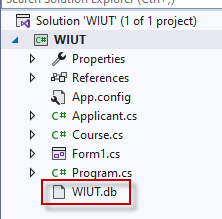 Search Solution Explorer (Ctrl+;)
Solution 'WIUT' (1 of 1 project)
C# WIUT
Properties
References
App.config
C# Applicant.cs
C# Course.cs
Form1.cs
C# Program.cs
WIUT.db